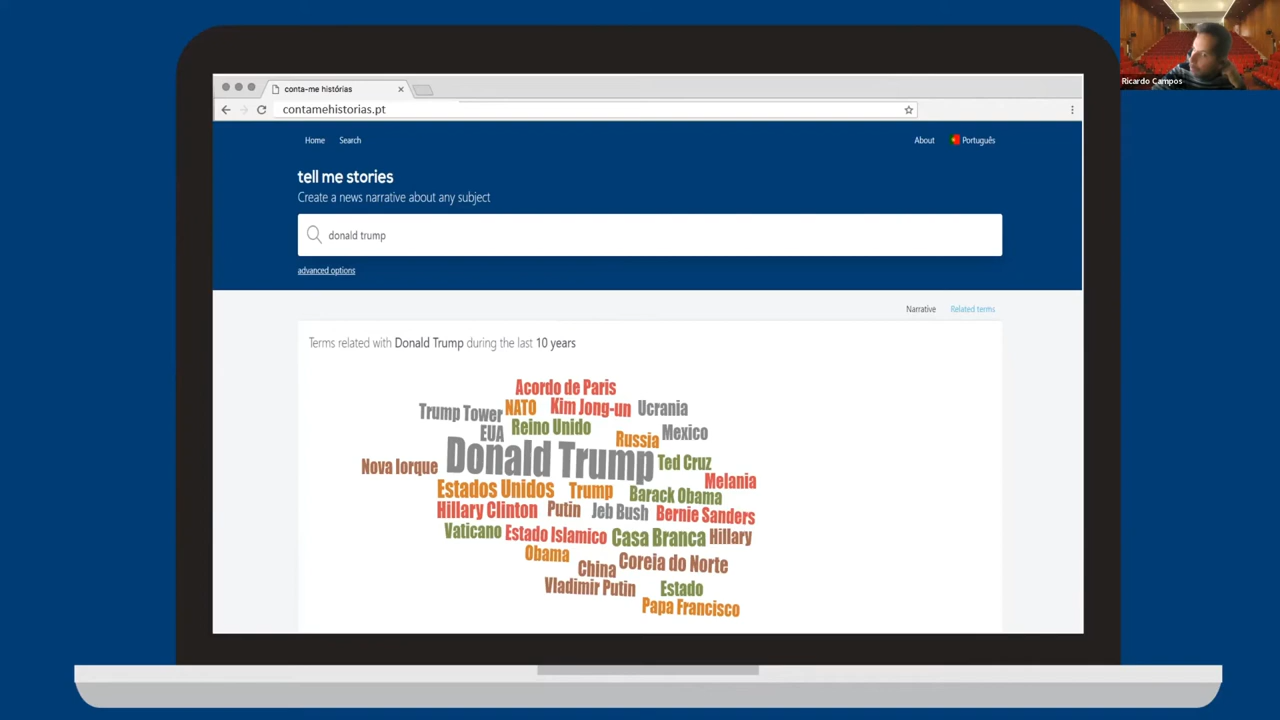 Ricardo Campos
conta-me histórias
contamehistorias.pt
Home Search About Português
tell me stories
Create a news narrative about any subject
donald trump
advanced options
Narrative Related terms
Terms related with Donald Trump during the last 10 years
Acordo de Paris
Trump Tower NATO Kim Jong-un Ucrania
EUA Reino Unido Russia Mexico
Nova Iorque Donald Trump Ted Cruz
Melania
Estados Unidos Trump Barack Obama
Hillary Clinton Putin Jeb Bush Bernie Sanders
Vaticano Estado Islamico Casa Branca Hillary
Obama China Coreia do Norte
Vladimir Putin Estado
Papa Francisco